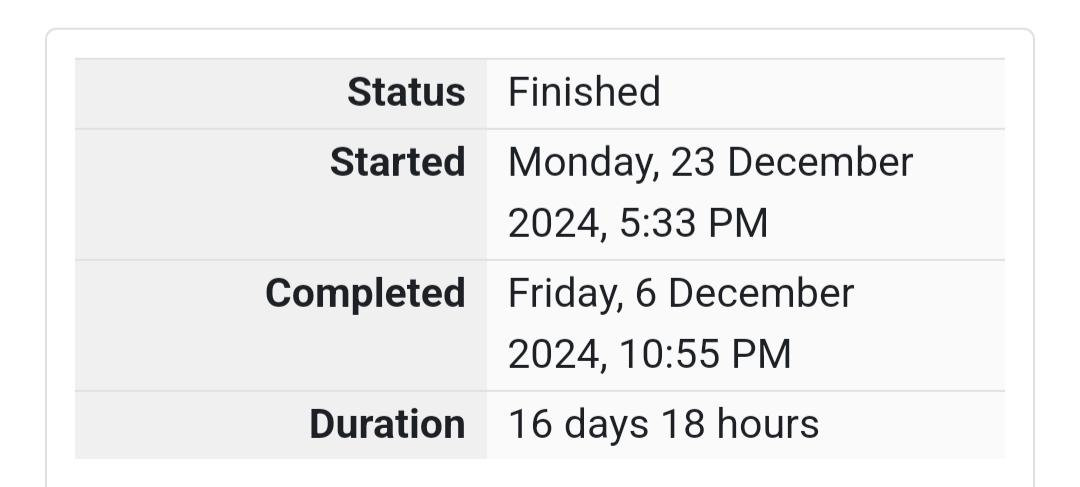 Status Finished
Started Monday, 23 December
2024, 5:33 PM
Completed Friday, 6 December
2024, 10:55 PM
Duration 16 days 18 hours